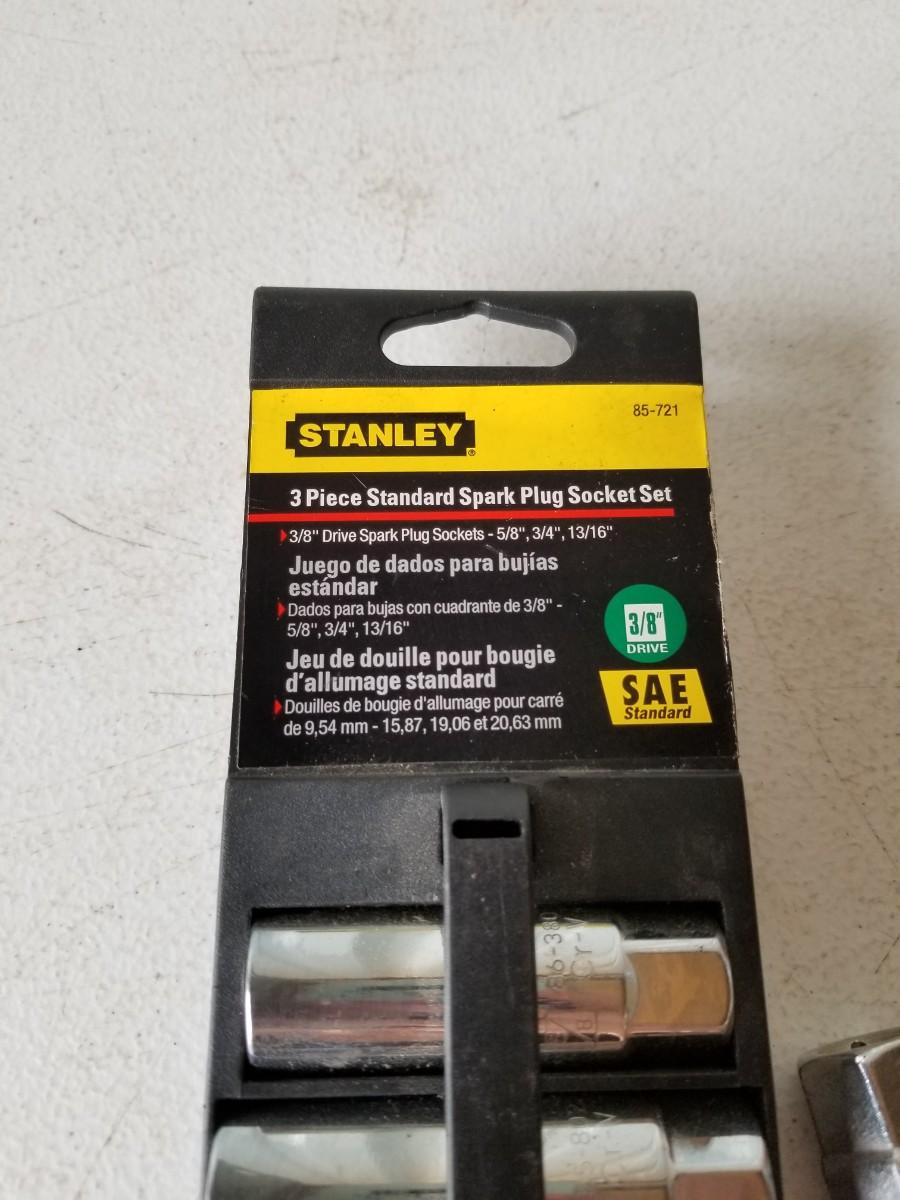 85-721
STANLEY®
3 Piece Standard Spark Plug Socket Set
3/8" Drive Spark Plug Sockets - 5/8", 3/4", 13/16"
Juego de dados para bujías
estándar
Dados para bujas con cuadrante de 3/8" -
5/8", 3/4", 13/16"
Jeu de douille pour bougie
d'allumage standard
Douilles de bougie d'allumage pour carré
de 9,54 mm - 15,87, 19,06 et 20,63 mm
3/8"
DRIVE
SAE
Standard
86-380
Cr-V